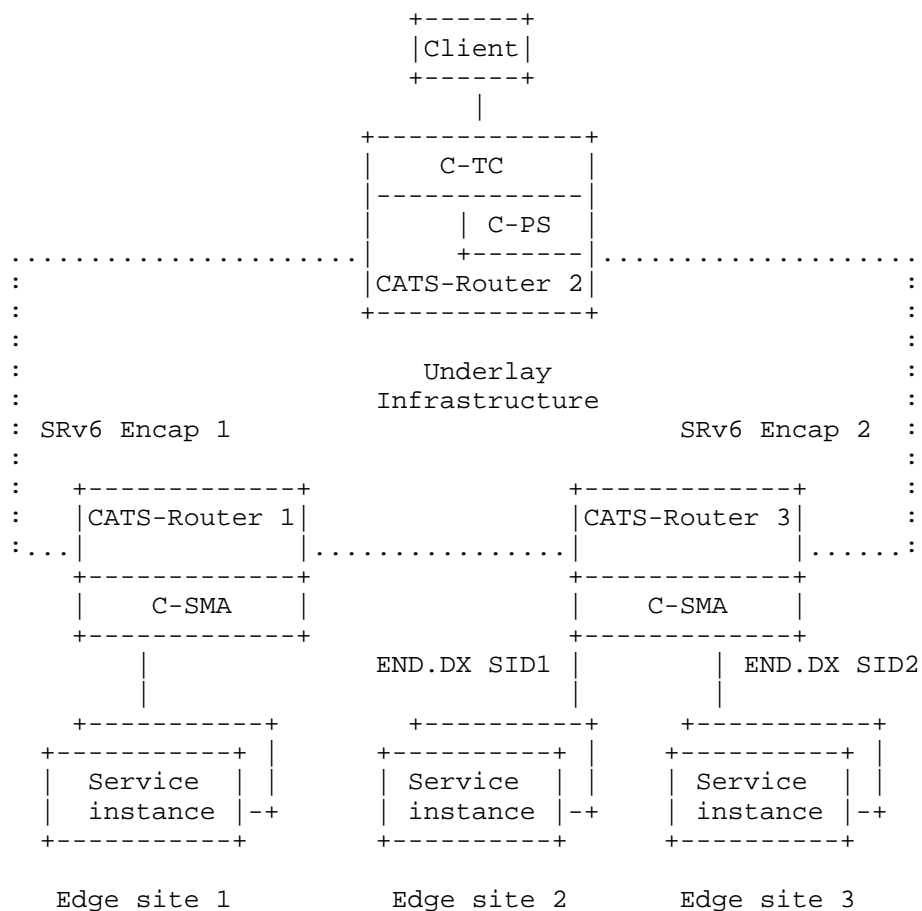 Client
C-TC
C-PS
CATS-Router 2
Underlay
Infrastructure
SRv6 Encap 1 SRv6 Encap 2
CATS-Router 1 CATS-Router 3
C-SMA C-SMA
END.DX SID1 END.DX SID2
Service Service Service
instance instance instance
Edge site 1 Edge site 2 Edge site 3